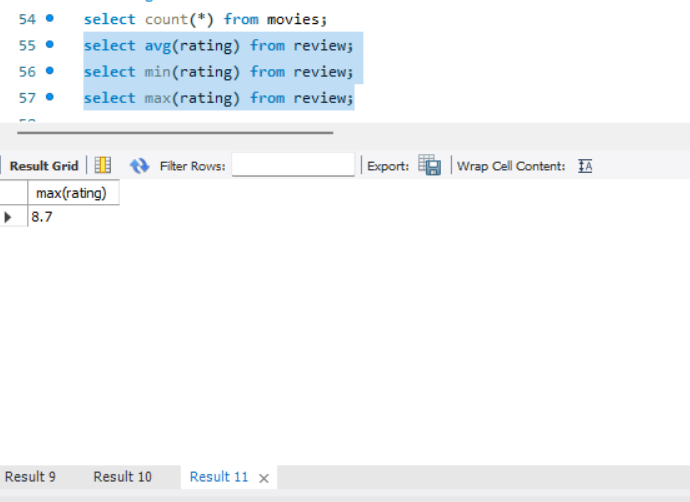 54 select count(*) from movies;
55 select avg(rating) from review;
56 select min(rating) from review;
57 select max(rating) from review;
Result Grid Filter Rows: Export: Wrap Cell Content: IA
max(rating)
8.7
Result 9 Result 10 Result 11 ×